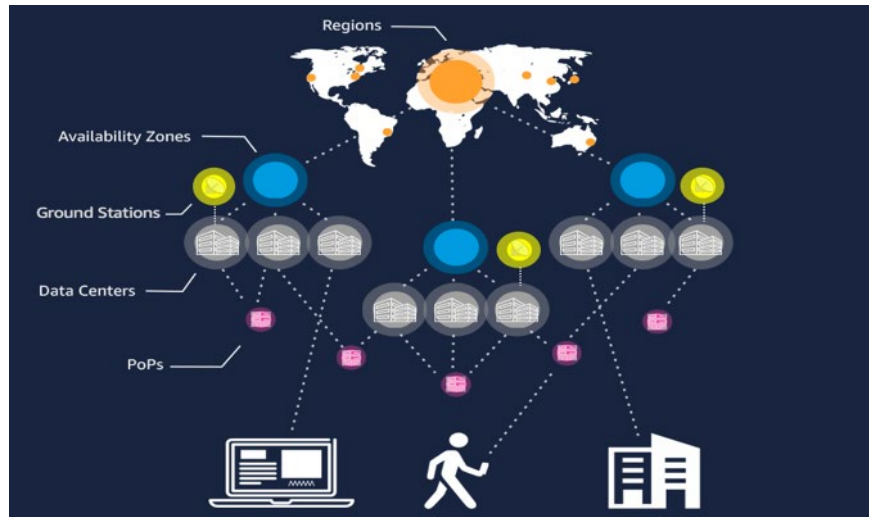 Regions
Availability Zones
Ground Stations
Data Centers
PoPs